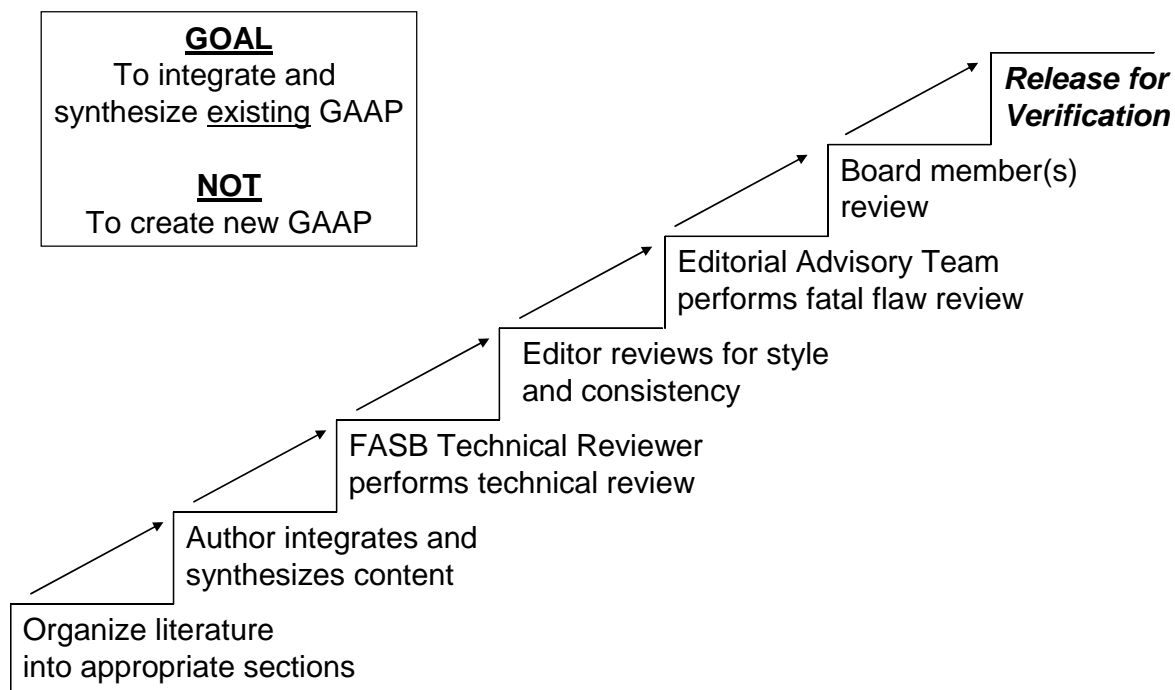 GOAL
To integrate and
synthesize existing GAAP
NOT
To create new GAAP
Release for
Verification
Board member(s)
review
Editorial Advisory Team
performs fatal flaw review
Editor reviews for style
and consistency
FASB Technical Reviewer
performs technical review
Author integrates and
synthesizes content
Organize literature
into appropriate sections